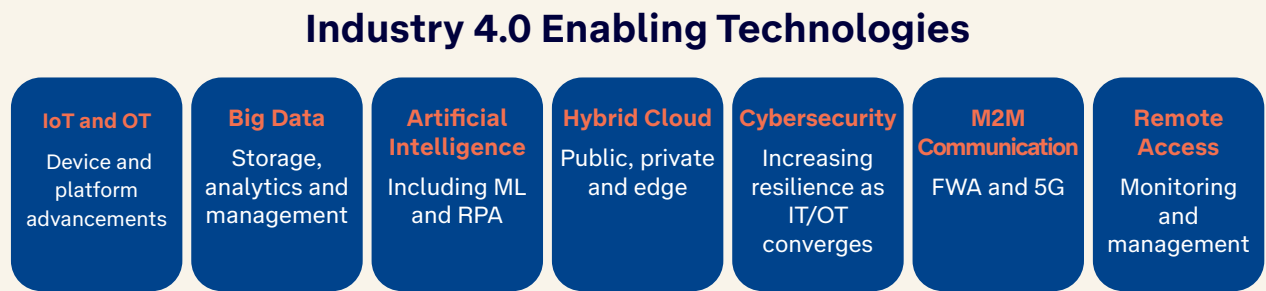 Industry 4.0 Enabling Technologies
IoT and OT
Device and
platform
advancements
Big Data
Storage,
analytics and
management
Artificial
Intelligence
Including ML
and RPA
Hybrid Cloud
Public, private
and edge
Cybersecurity
Increasing
resilience as
IT/OT
converges
M2M
Communication
FWA and 5G
Remote
Access
Monitoring
and
management